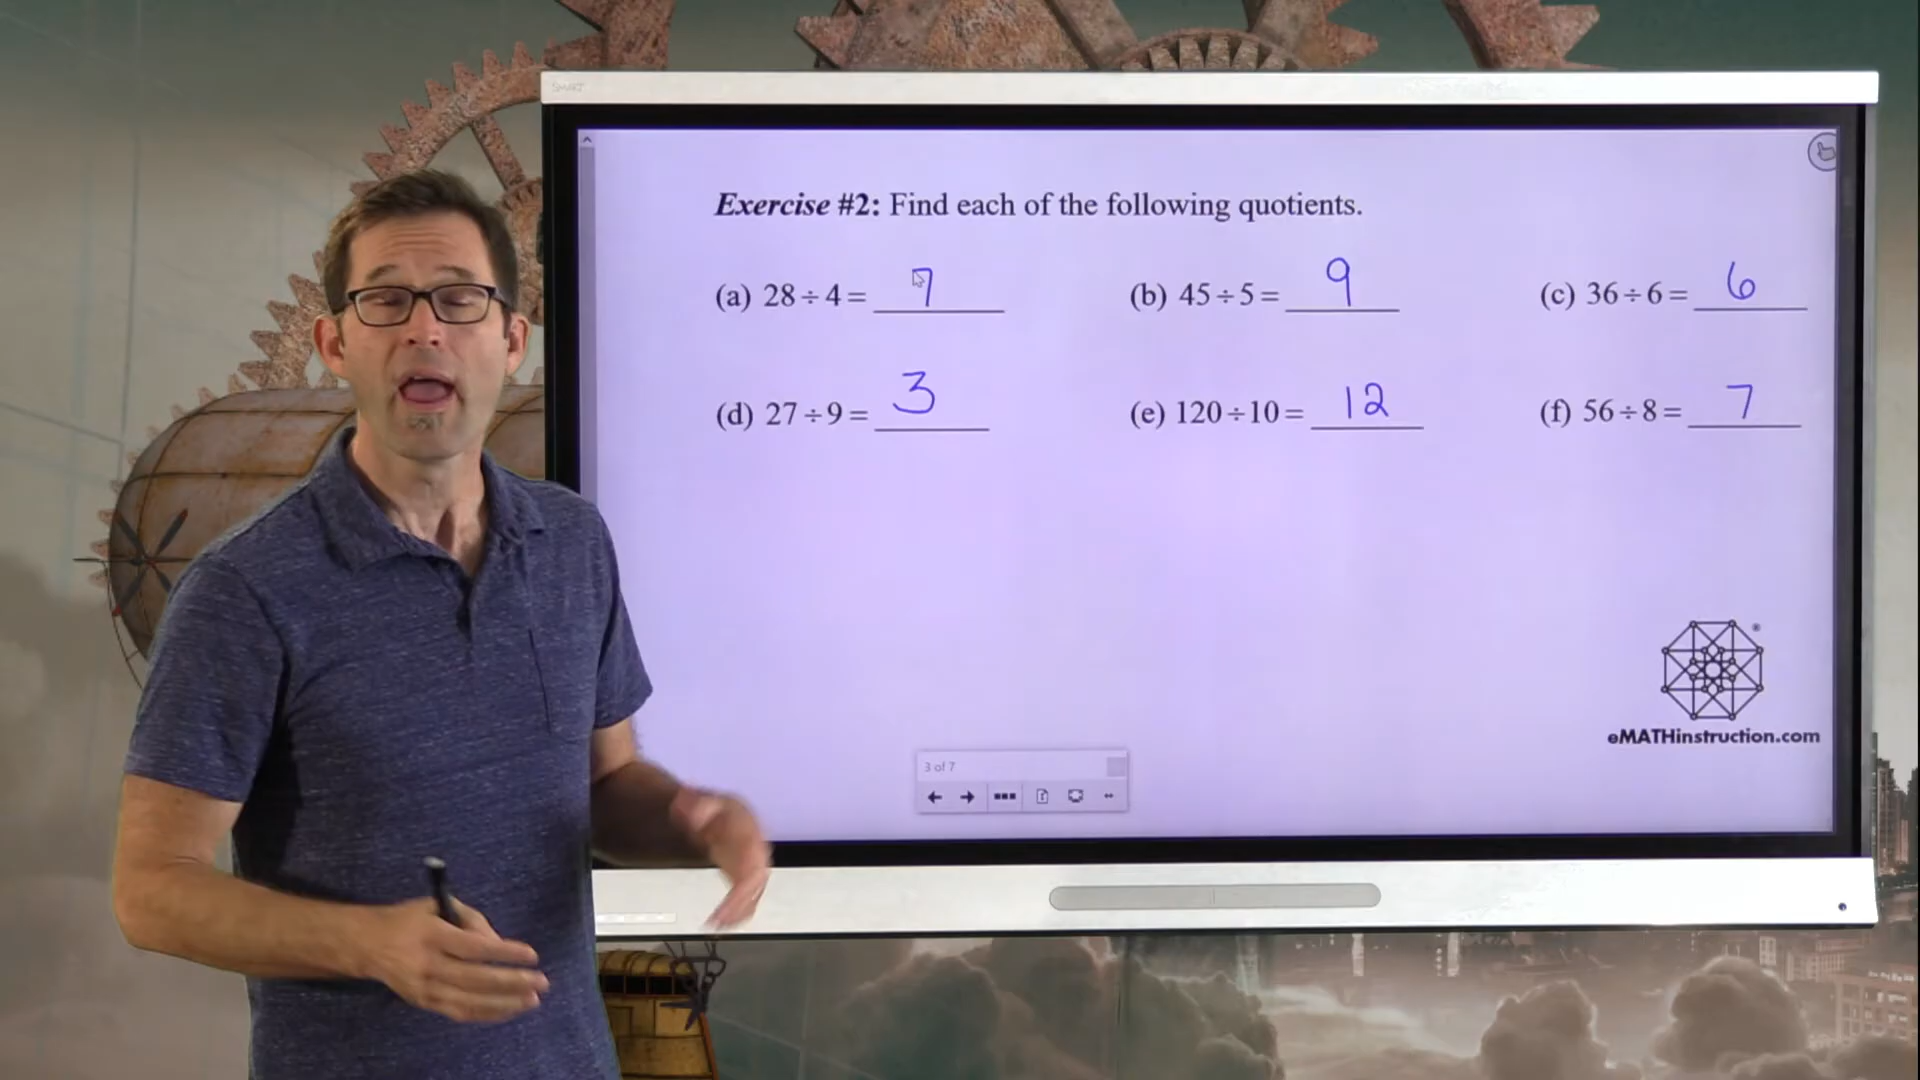 SMART
Exercise #2: Find each of the following quotients.
(a) 28 ÷ 4 = 7 (b) 45 ÷ 5 = 9 (c) 36 ÷ 6 = 6
(d) 27 ÷ 9 = 3 (e) 120 ÷ 10 = 12 (f) 56 ÷ 8 = 7
®
eMATHinstruction.com
3 of 7